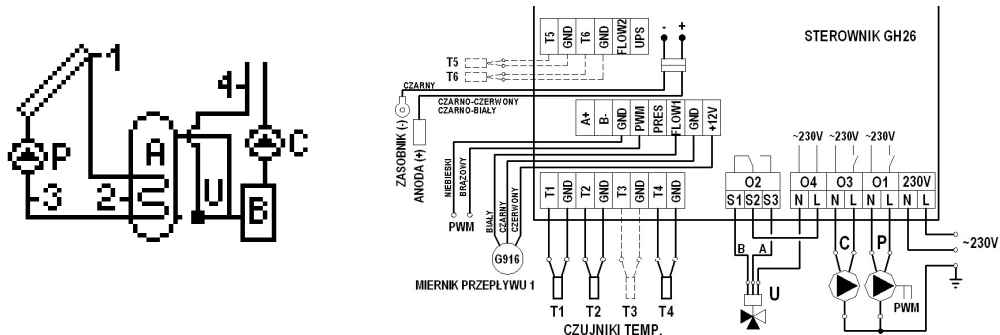 1
4
P
A
C
3
2
U
B
STEROWNIK GH26
T5 GND T6 GND FLOW2 UPS
- +
T5
T6
CZARNY
CZARNO-CZERWONY
CZARNO-BIAŁY
ZASOBNIK (-)
ANODA (+)
A+ B- GND PWM PRES FLOW1 GND +12V
~230V ~230V ~230V
NIEBIESKI
BRĄZOWY
PWM
BIAŁY
CZARNY
CZERWONY
G916
MIERNIK PRZEPŁYWU 1
T1 GND T2 GND T3 GND T4 GND
O2 O4 O3 O1 230V
S1 S2 S3 N L N L N L N L
B A C P
~230V
U
PWM
T1 T2 T3 T4
CZUJNIKI TEMP.